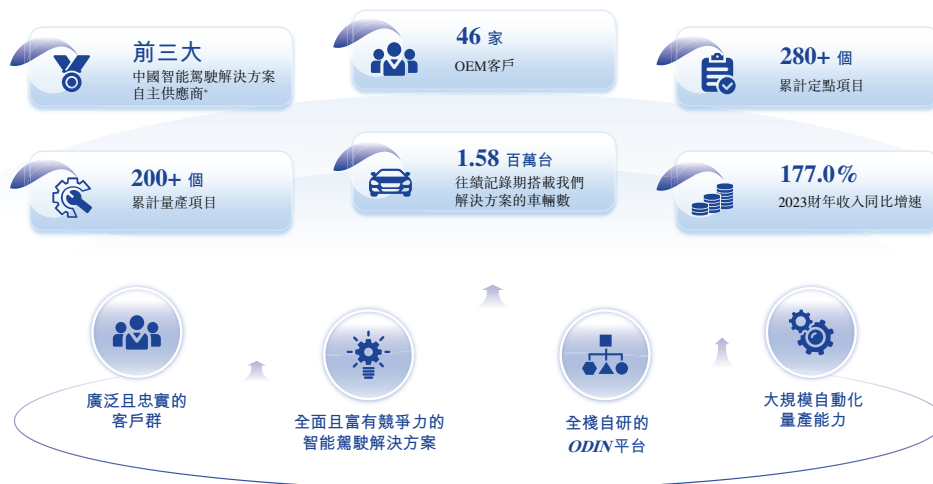 前三大
中國智能駕駛解決方案
自主供應商*
46 家
OEM客戶
280+ 個
累計定點項目
200+ 個
累計量產項目
1.58 百萬台
往績記錄期搭載我們
解決方案的車輛數
177.0%
2023財年收入同比增速
廣泛且忠實的
客戶群
全面且富有競爭力的
智能駕駛解決方案
全棧自研的
ODIN平台
大規模自動化
量產能力